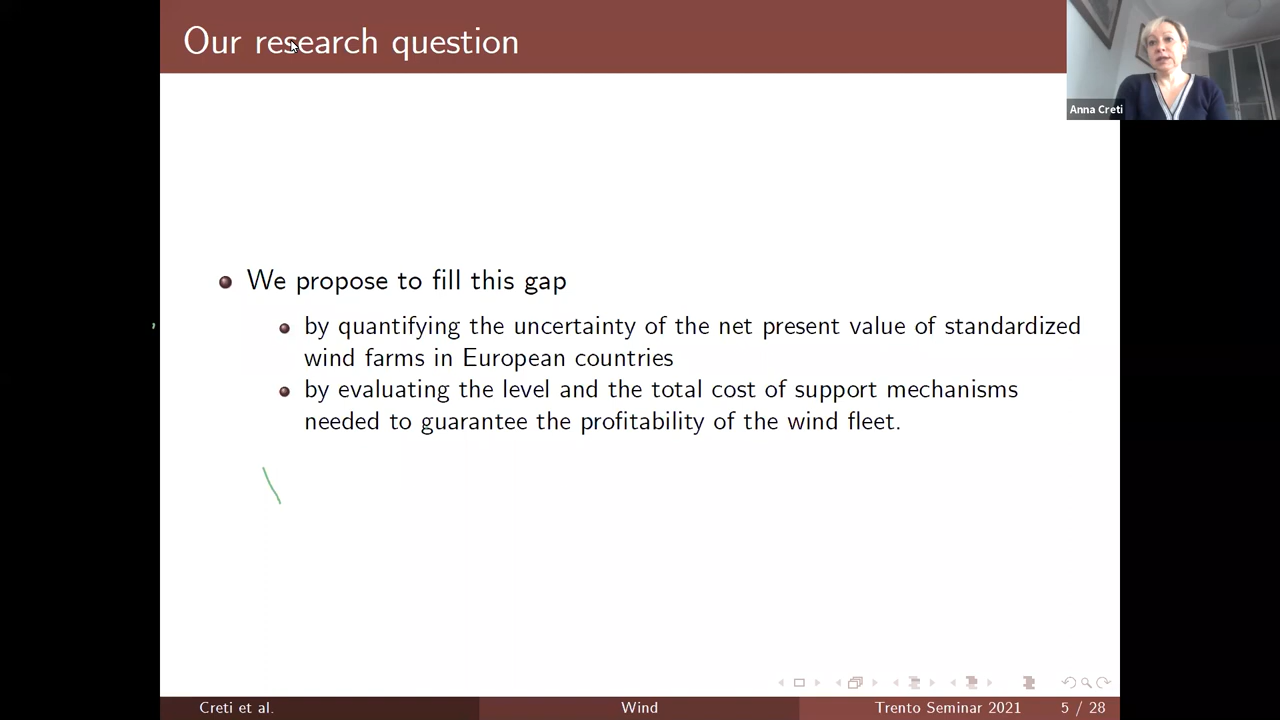 Our research question
Anna Creti
We propose to fill this gap
by quantifying the uncertainty of the net present value of standardized
wind farms in European countries
by evaluating the level and the total cost of support mechanisms
needed to guarantee the profitability of the wind fleet.
Creti et al.
Wind
Trento Seminar 2021
5 / 28